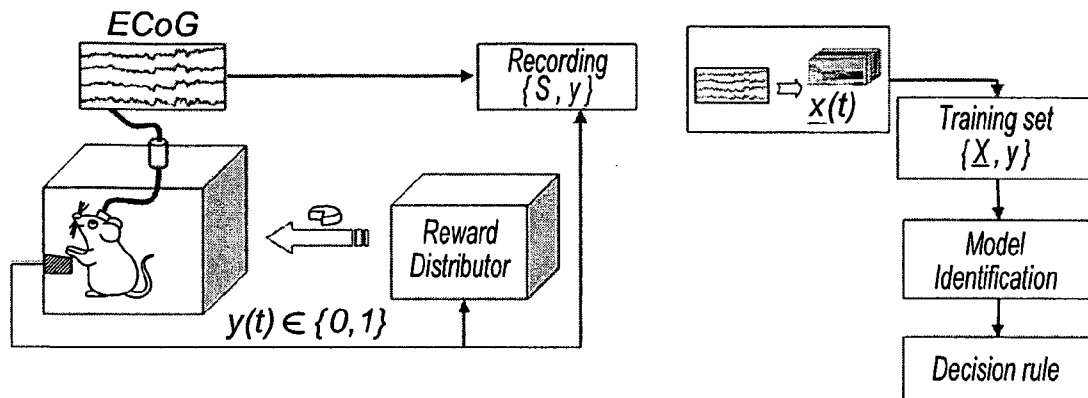 ECoG
Recording
{S, y}
Reward
Distributor
y(t) ∈ {0,1}
x(t)
Training set
{X, y}
Model
Identification
Decision rule